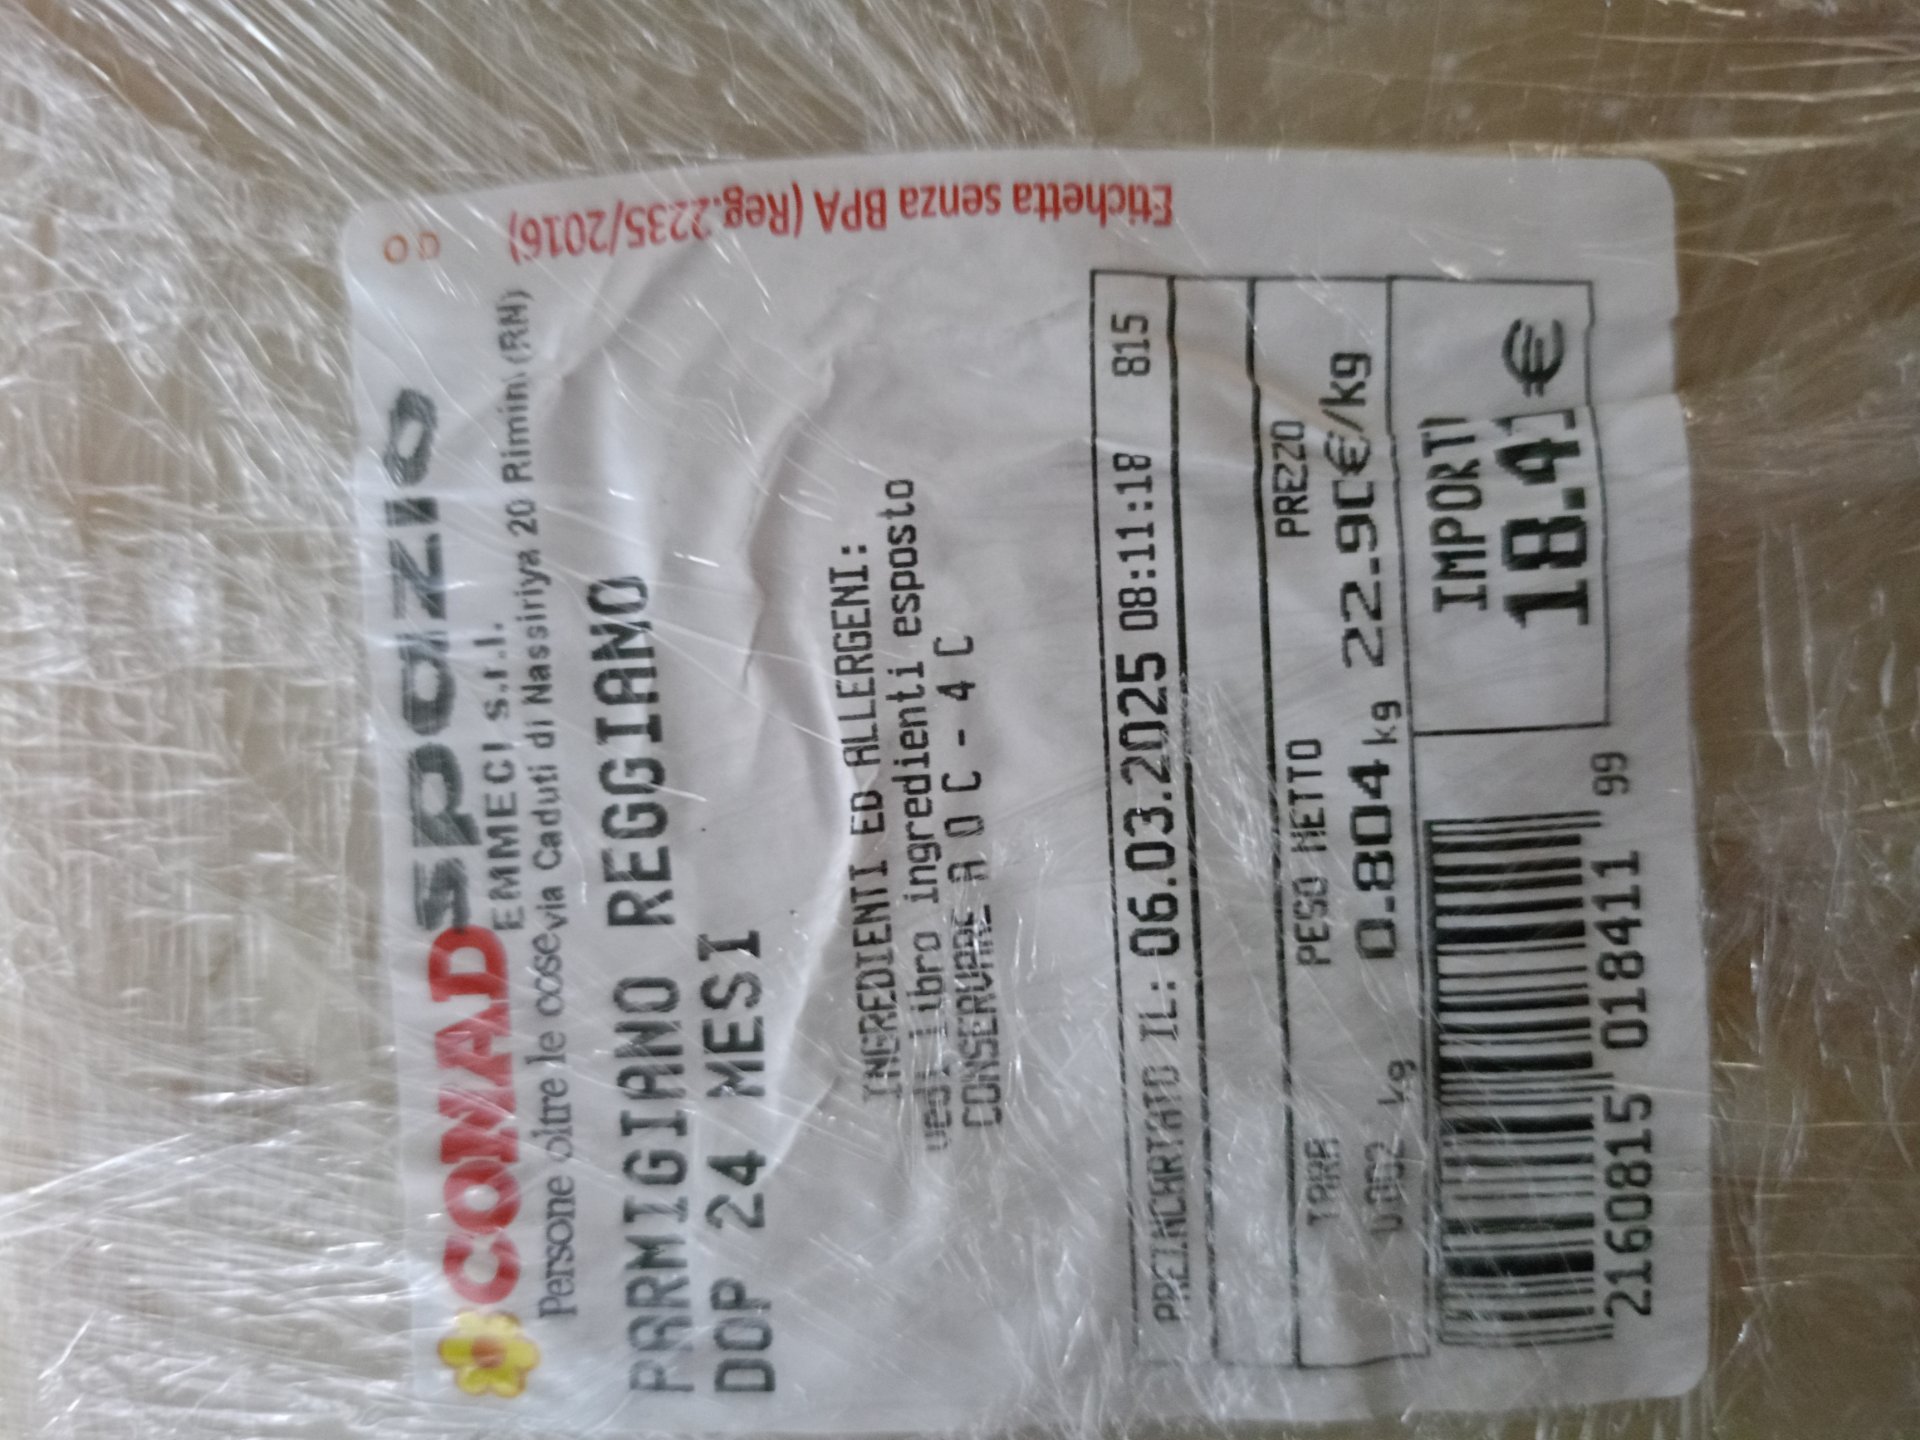 CONAD spazio
EMMECI s.r.l.
Persone oltre le cose via Caduti di Nassiriya 20 Rimini (RN)
PARMIGIANO REGGIANO
DOP 24 MESI
INGREDIENTI ED ALLERGENI:
vedi libro ingredienti esposto
CONSERVARE A 0 C - 4 C
PREINCARTATO IL: 06.03.2025 08:11:18 815
TARA PESO NETTO PREZZO
kg 0.804 kg 22.90€/kg
IMPORTI
18.41€
2160815 018411 99
Etichetta senza BPA (Reg.2235/2016)